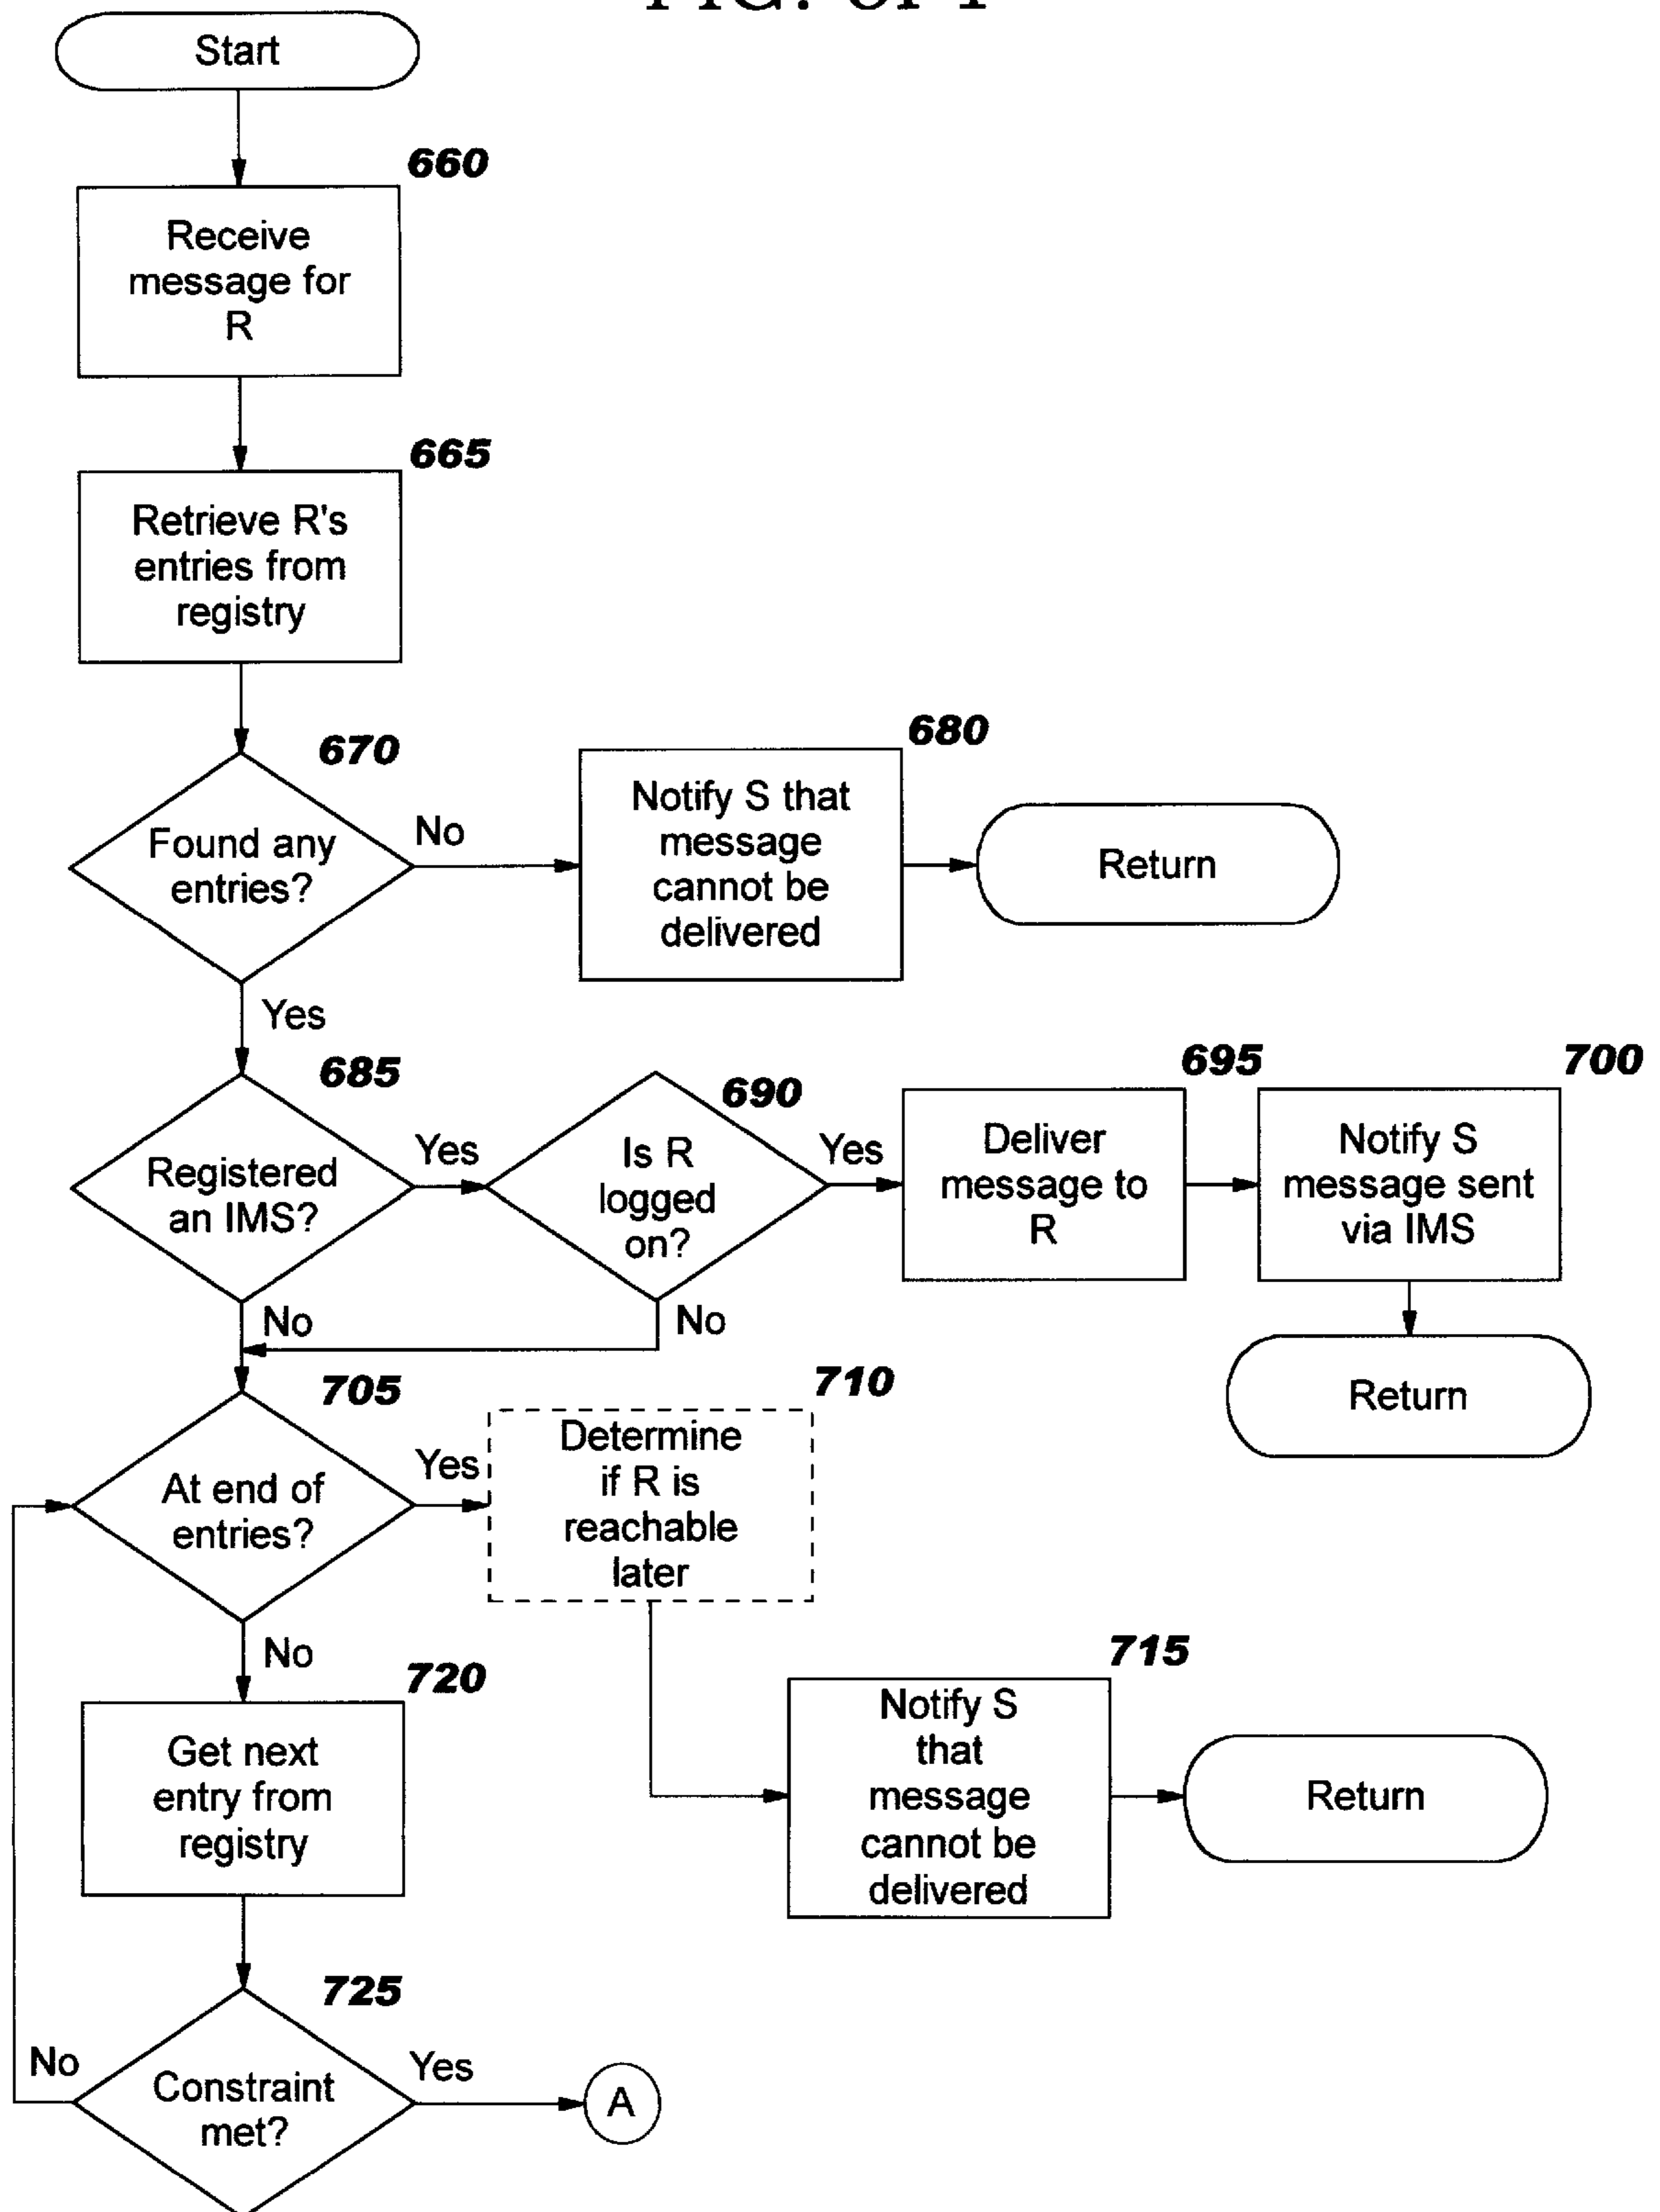 Start
660
Receive
message for
R
665
Retrieve R's
entries from
registry
670
Found any
entries?
No
680
Notify S that
message
cannot be
delivered
Return
Yes
685
Registered
an IMS?
Yes
690
Is R
logged
on?
Yes
695
Deliver
message to
R
700
Notify S
message sent
via IMS
Return
No
No
705
At end of
entries?
Yes
710
Determine
if R is
reachable
later
715
Notify S
that
message
cannot be
delivered
Return
No
720
Get next
entry from
registry
725
Constraint
met?
No
Yes
A